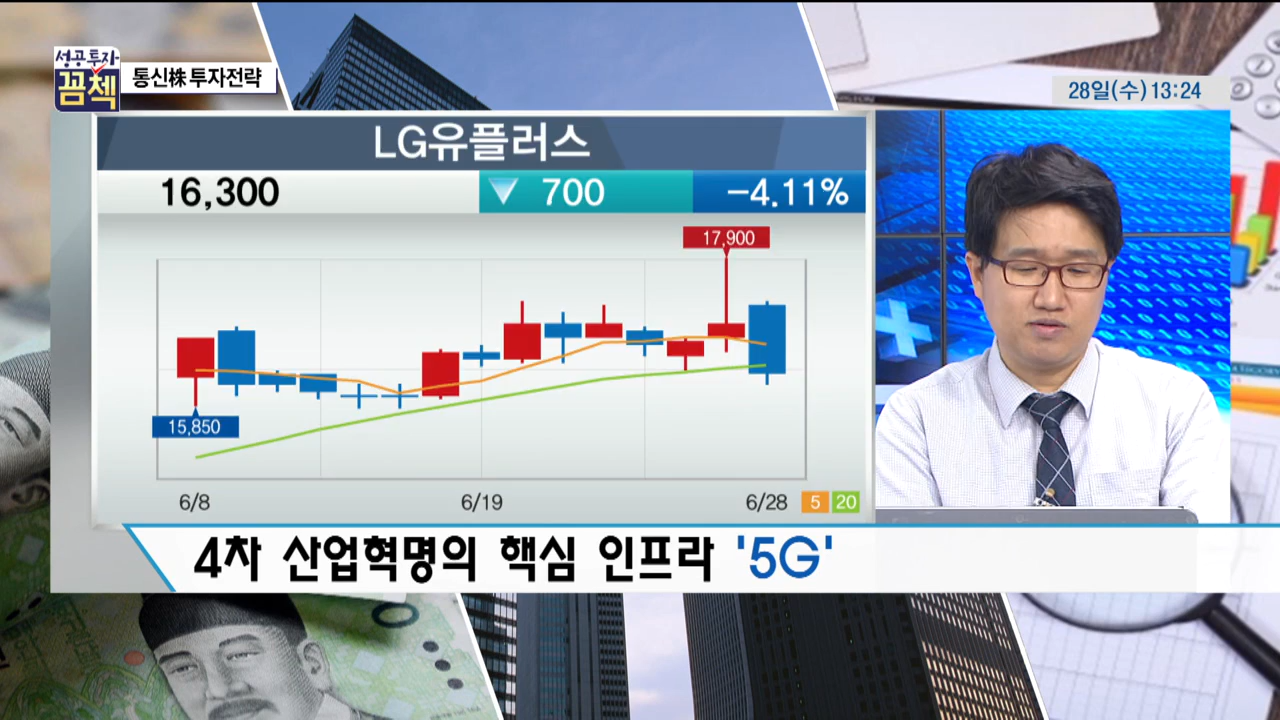 성공투자
꼼첵
통신株 투자전략
28일(수) 13:24
LG유플러스
16,300
▼ 700
-4.11%
17,900
15,850
6/8
6/19
6/28
5
20
4차 산업혁명의 핵심 인프라 '5G'